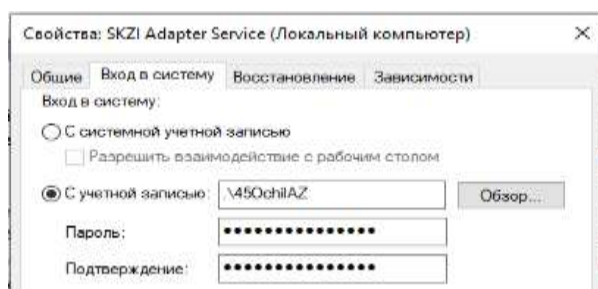 Свойства: SKZI Adapter Service (Локальный компьютер)
Общие Вход в систему Восстановление Зависимости
Вход в систему:
С системной учетной записью
Разрешить взаимодействие с рабочим столом
С учетной записью: .\45OchilAZ Обзор...
Пароль: •••••••••••••••
Подтверждение: •••••••••••••••